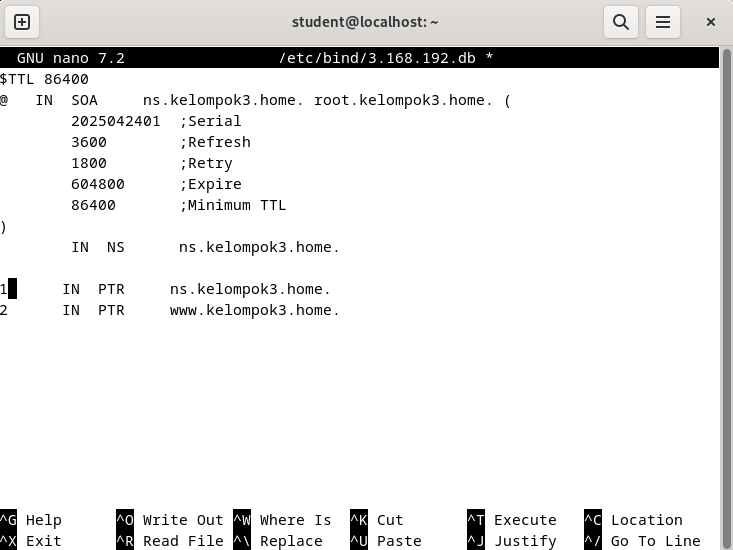 student@localhost: ~
GNU nano 7.2 /etc/bind/3.168.192.db *
$TTL 86400
@ IN SOA ns.kelompok3.home. root.kelompok3.home. (
2025042401 ;Serial
3600 ;Refresh
1800 ;Retry
604800 ;Expire
86400 ;Minimum TTL
)
IN NS ns.kelompok3.home.
1 IN PTR ns.kelompok3.home.
2 IN PTR www.kelompok3.home.
^G Help ^O Write Out ^W Where Is ^K Cut ^T Execute ^C Location
^X Exit ^R Read File ^\ Replace ^U Paste ^J Justify ^/ Go To Line